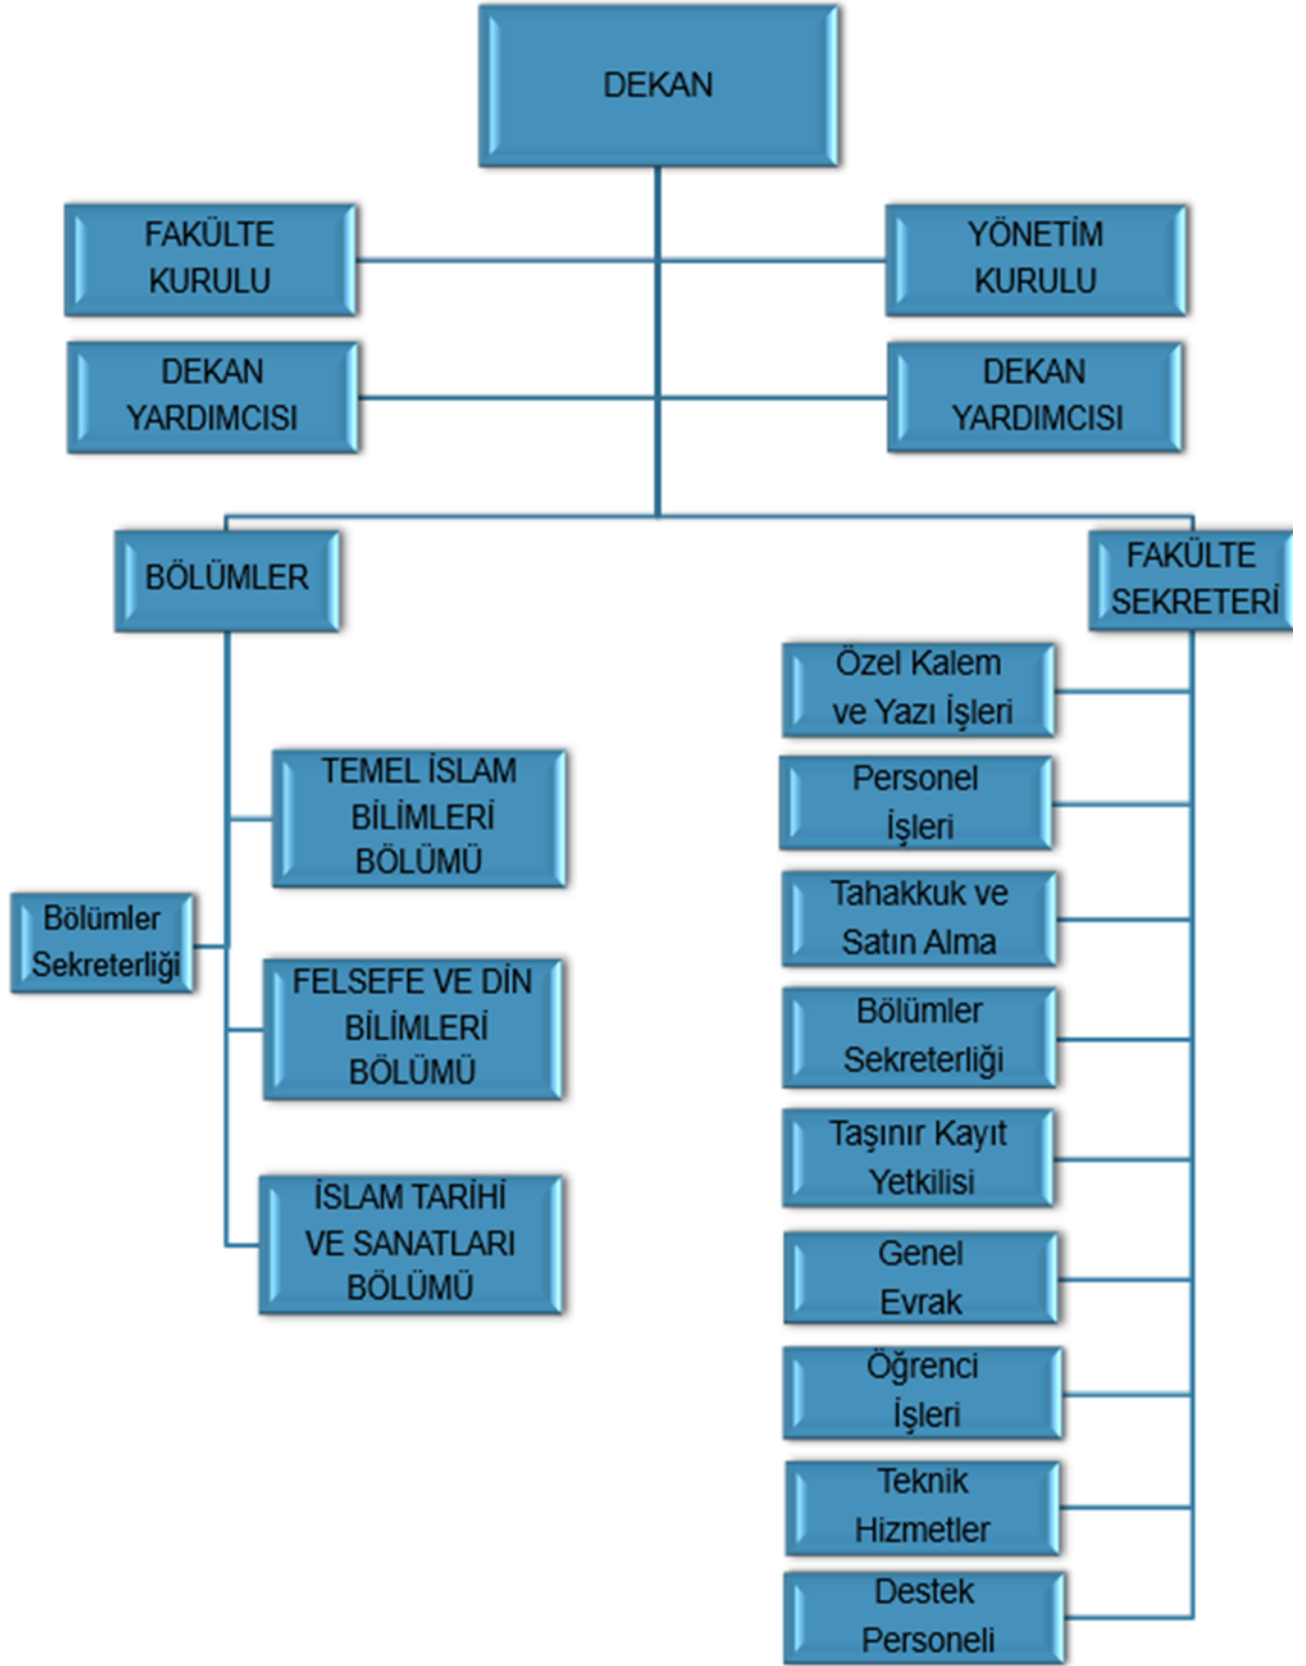 DEKAN
FAKÜLTE
KURULU
YÖNETİM
KURULU
DEKAN
YARDIMCISI
DEKAN
YARDIMCISI
BÖLÜMLER
FAKÜLTE
SEKRETERİ
TEMEL İSLAM
BİLİMLERİ
BÖLÜMÜ
Bölümler
Sekreterliği
FELSEFE VE DİN
BİLİMLERİ
BÖLÜMÜ
İSLAM TARİHİ
VE SANATLARI
BÖLÜMÜ
Özel Kalem
ve Yazı İşleri
Personel
İşleri
Tahakkuk ve
Satın Alma
Bölümler
Sekreterliği
Taşınır Kayıt
Yetkilisi
Genel
Evrak
Öğrenci
İşleri
Teknik
Hizmetler
Destek
Personeli